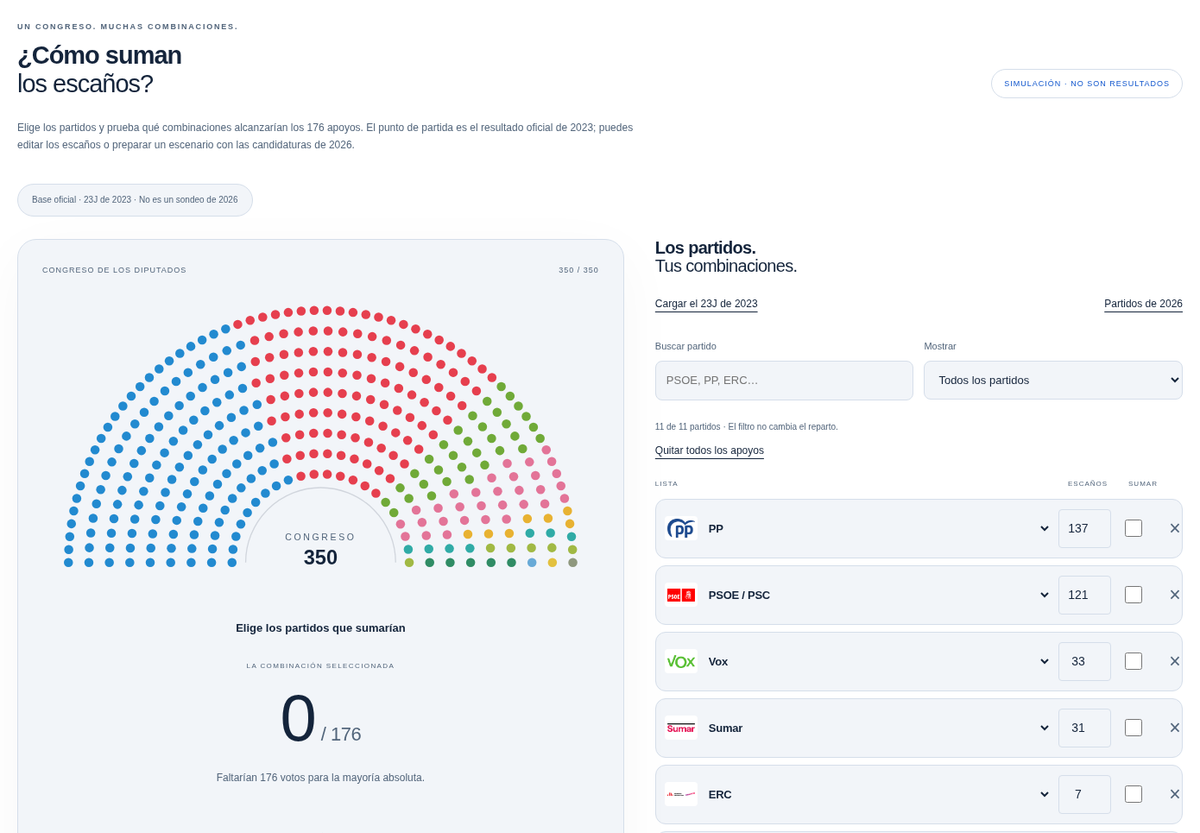 UN CONGRESO. MUCHAS COMBINACIONES.
¿Cómo suman
los escaños?
SIMULACIÓN · NO SON RESULTADOS
Elige los partidos y prueba qué combinaciones alcanzarían los 176 apoyos. El punto de partida es el resultado oficial de 2023; puedes
editar los escaños o preparar un escenario con las candidaturas de 2026.
Base oficial · 23J de 2023 · No es un sondeo de 2026
CONGRESO DE LOS DIPUTADOS
350 / 350
CONGRESO
350
Elige los partidos que sumarían
LA COMBINACIÓN SELECCIONADA
0 / 176
Faltarían 176 votos para la mayoría absoluta.
Los partidos.
Tus combinaciones.
Cargar el 23J de 2023
Partidos de 2026
Buscar partido
Mostrar
PSOE, PP, ERC…
Todos los partidos
11 de 11 partidos · El filtro no cambia el reparto.
Quitar todos los apoyos
LISTA ESCAÑOS SUMAR
PP PP 137
PSOE PSOE / PSC 121
VOX Vox 33
Sumar Sumar 31
ERC 7